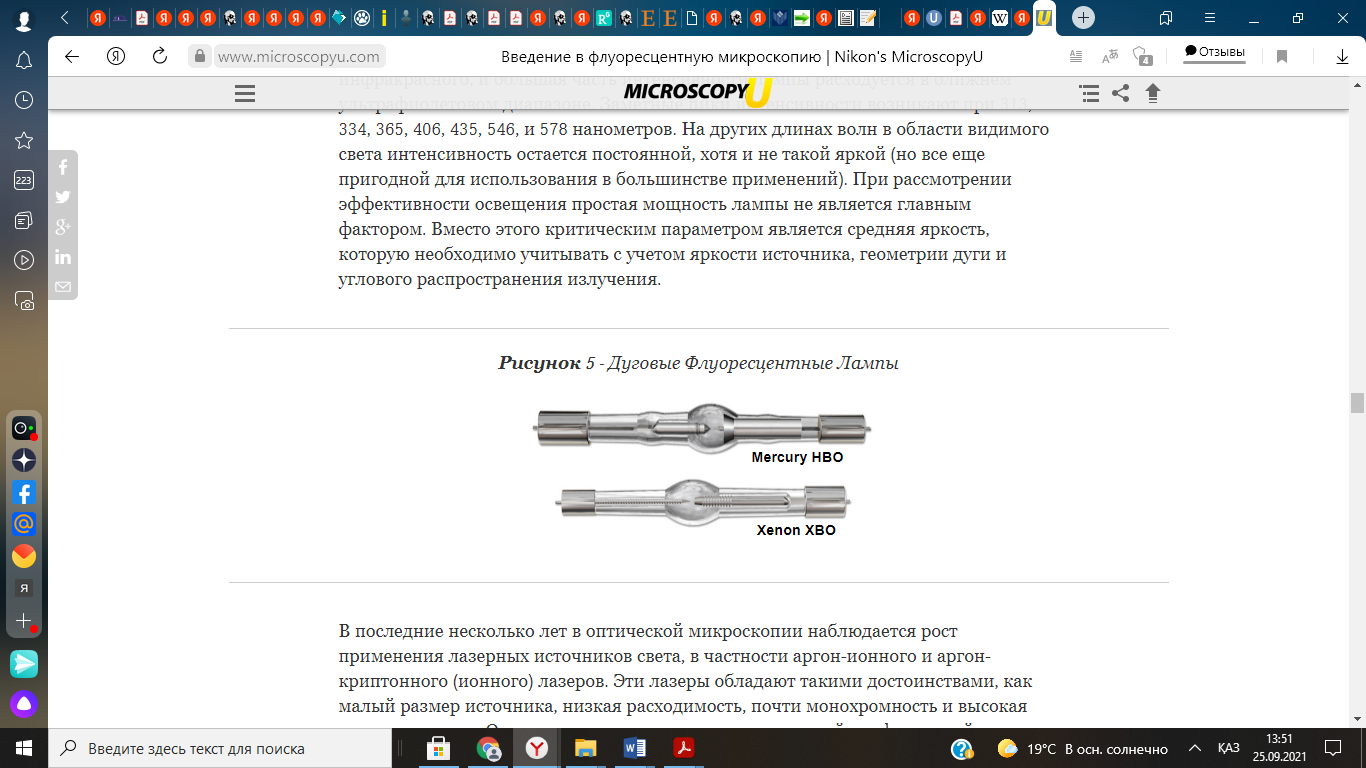 www.microscopyu.com
Введение в флуоресцентную микроскопию | Nikon's MicroscopyU
4
Отзывы
MICROSCOPYU
334, 365, 406, 435, 546, и 578 нанометров. На других длинах волн в области видимого
света интенсивность остается постоянной, хотя и не такой яркой (но все еще
пригодной для использования в большинстве применений). При рассмотрении
эффективности освещения простая мощность лампы не является главным
фактором. Вместо этого критическим параметром является средняя яркость,
которую необходимо учитывать с учетом яркости источника, геометрии дуги и
углового распространения излучения.
Рисунок 5 - Дуговые Флуоресцентные Лампы
Mercury HBO
Xenon XBO
В последние несколько лет в оптической микроскопии наблюдается рост
применения лазерных источников света, в частности аргон-ионного и аргон-
криптонного (ионного) лазеров. Эти лазеры обладают такими достоинствами, как
малый размер источника, низкая расходимость, почти монохромность и высокая
223
Я
Введите здесь текст для поиска
19°C В осн. солнечно
ҚАЗ
13:51
25.09.2021